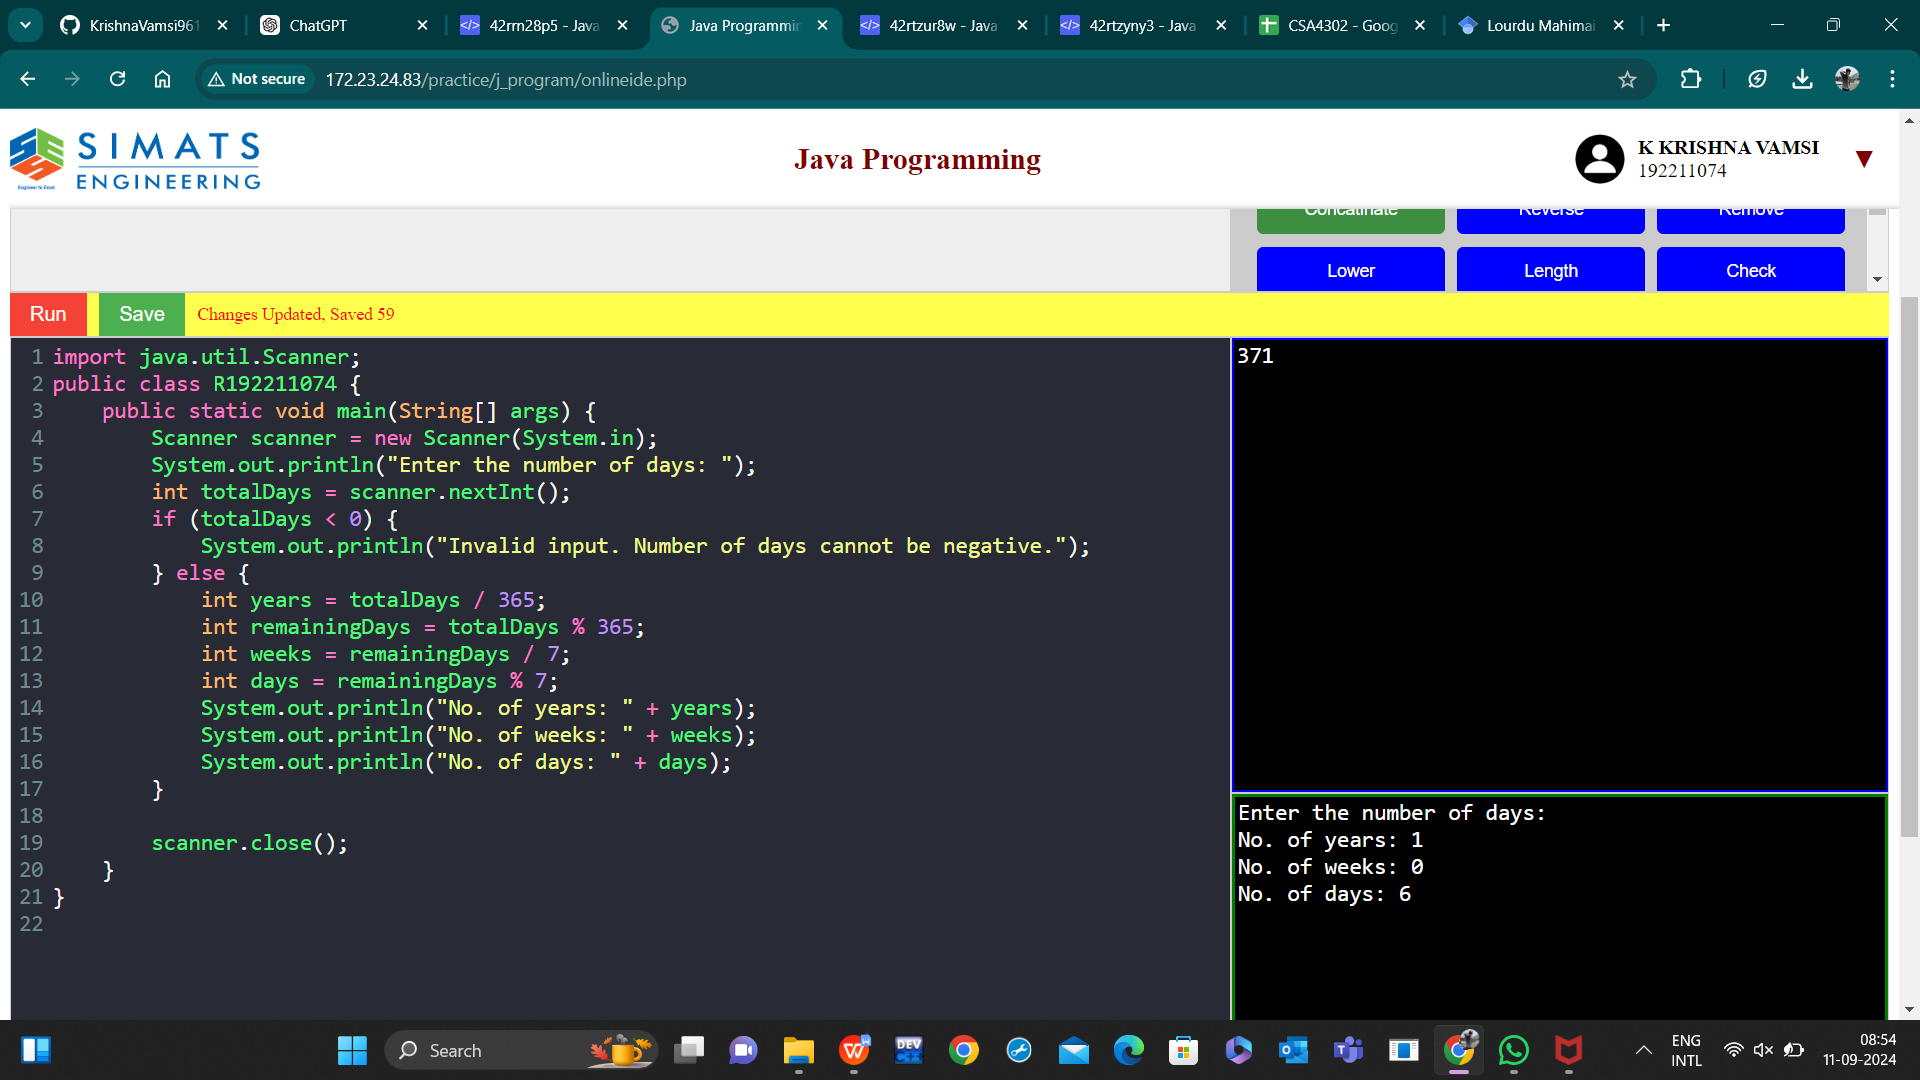 KrishnaVamsi961
ChatGPT
42rrn28p5 - Java
Java Programmin
42rtzur8w - Java
42rtzyny3 - Java
CSA4302 - Goog
Lourdu Mahimai
Not secure
172.23.24.83/practice/j_program/onlineide.php
SIMATS
ENGINEERING
Engineer to Excel
Java Programming
K KRISHNA VAMSI
192211074
Concatinate
Reverse
Remove
Lower
Length
Check
Run
Save
Changes Updated, Saved 59
1 import java.util.Scanner;
2 public class R192211074 {
3     public static void main(String[] args) {
4         Scanner scanner = new Scanner(System.in);
5         System.out.println("Enter the number of days: ");
6         int totalDays = scanner.nextInt();
7         if (totalDays < 0) {
8             System.out.println("Invalid input. Number of days cannot be negative.");
9         } else {
10             int years = totalDays / 365;
11             int remainingDays = totalDays % 365;
12             int weeks = remainingDays / 7;
13             int days = remainingDays % 7;
14             System.out.println("No. of years: " + years);
15             System.out.println("No. of weeks: " + weeks);
16             System.out.println("No. of days: " + days);
17         }
18
19         scanner.close();
20     }
21 }
22
371
Enter the number of days:
No. of years: 1
No. of weeks: 0
No. of days: 6
Search
DEV
C++
ENG
INTL
08:54
11-09-2024